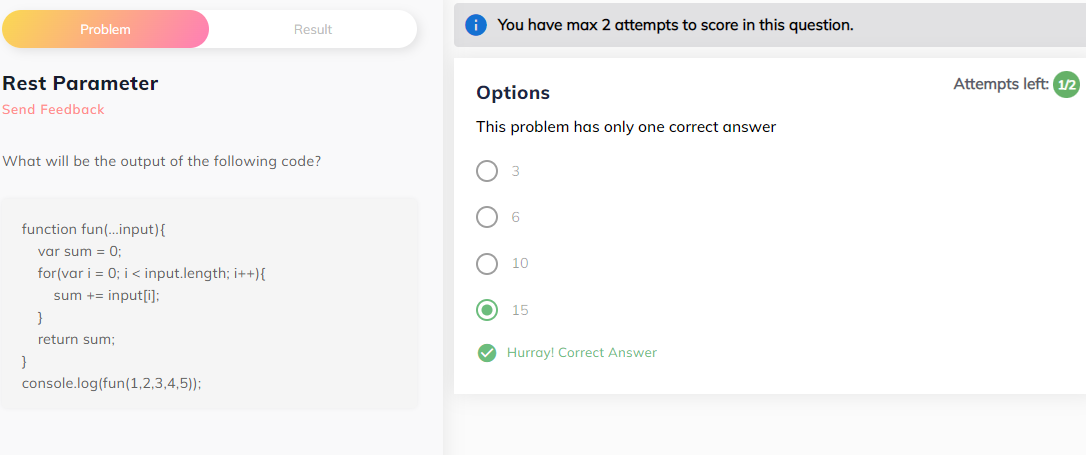 Problem
Result
Rest Parameter
Send Feedback
What will be the output of the following code?
function fun(...input){
var sum = 0;
for(var i = 0; i < input.length; i++){
sum += input[i];
}
return sum;
}
console.log(fun(1,2,3,4,5));
i You have max 2 attempts to score in this question.
Attempts left: 1/2
Options
This problem has only one correct answer
3
6
10
15
Hurray! Correct Answer